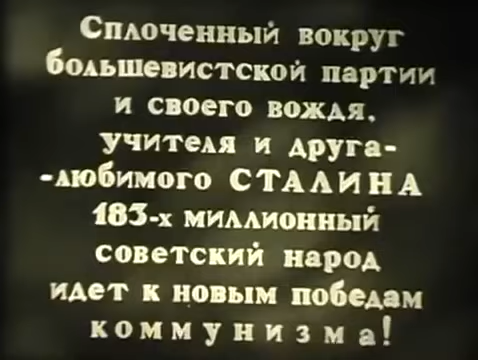 Сплоченный вокруг
большевистской партии
и своего вождя,
учителя и друга-
-любимого СТАЛИНА
183-х миллионный
советский народ
идет к новым победам
коммунизма!